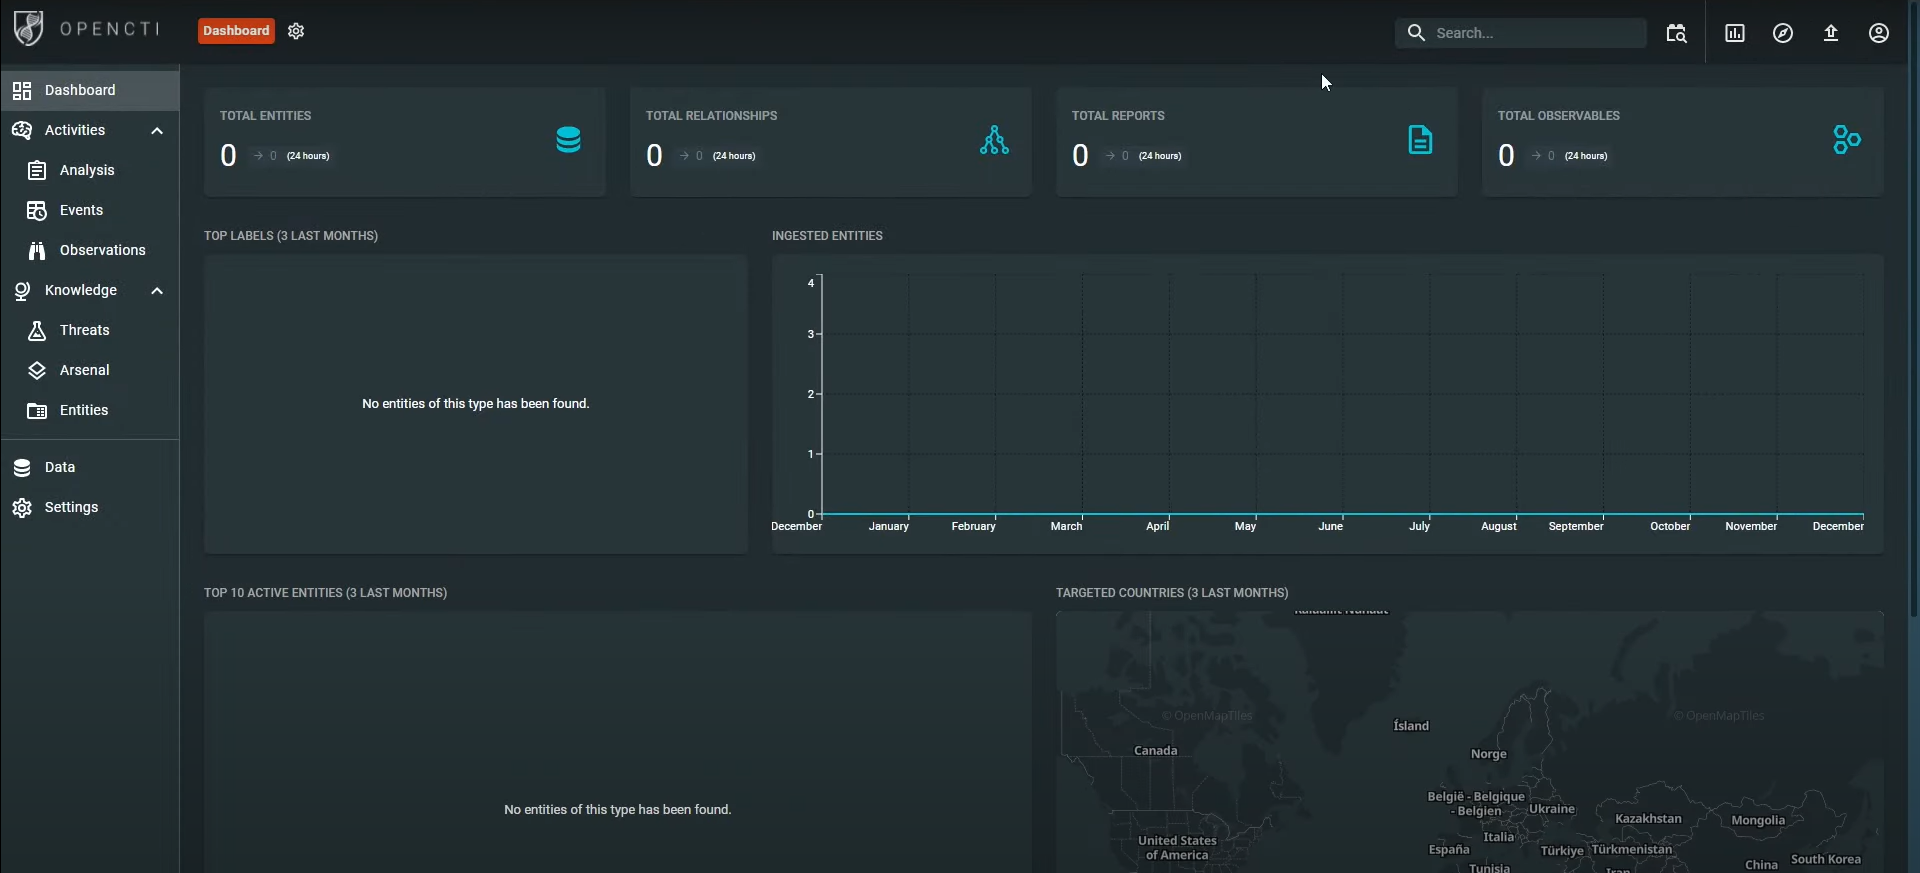 OPENCTI
Dashboard
Search...
Dashboard
Activities
Analysis
Events
Observations
Knowledge
Threats
Arsenal
Entities
Data
Settings
TOTAL ENTITIES
0 → 0 (24 hours)
TOTAL RELATIONSHIPS
0 → 0 (24 hours)
TOTAL REPORTS
0 → 0 (24 hours)
TOTAL OBSERVABLES
0 → 0 (24 hours)
TOP LABELS (3 LAST MONTHS)
No entities of this type has been found.
INGESTED ENTITIES
4
3
2
1
0
December January February March April May June July August September October November December
TOP 10 ACTIVE ENTITIES (3 LAST MONTHS)
No entities of this type has been found.
TARGETED COUNTRIES (3 LAST MONTHS)
© OpenMapTiles
© OpenMapTiles
Ísland
Canada
Norge
België - Belgique
- Belgien
Ukraine
Kazakhstan
Mongolia
United States
of America
Italia
España
Türkiye
Türkmenistan
China
South Korea
Tunisia